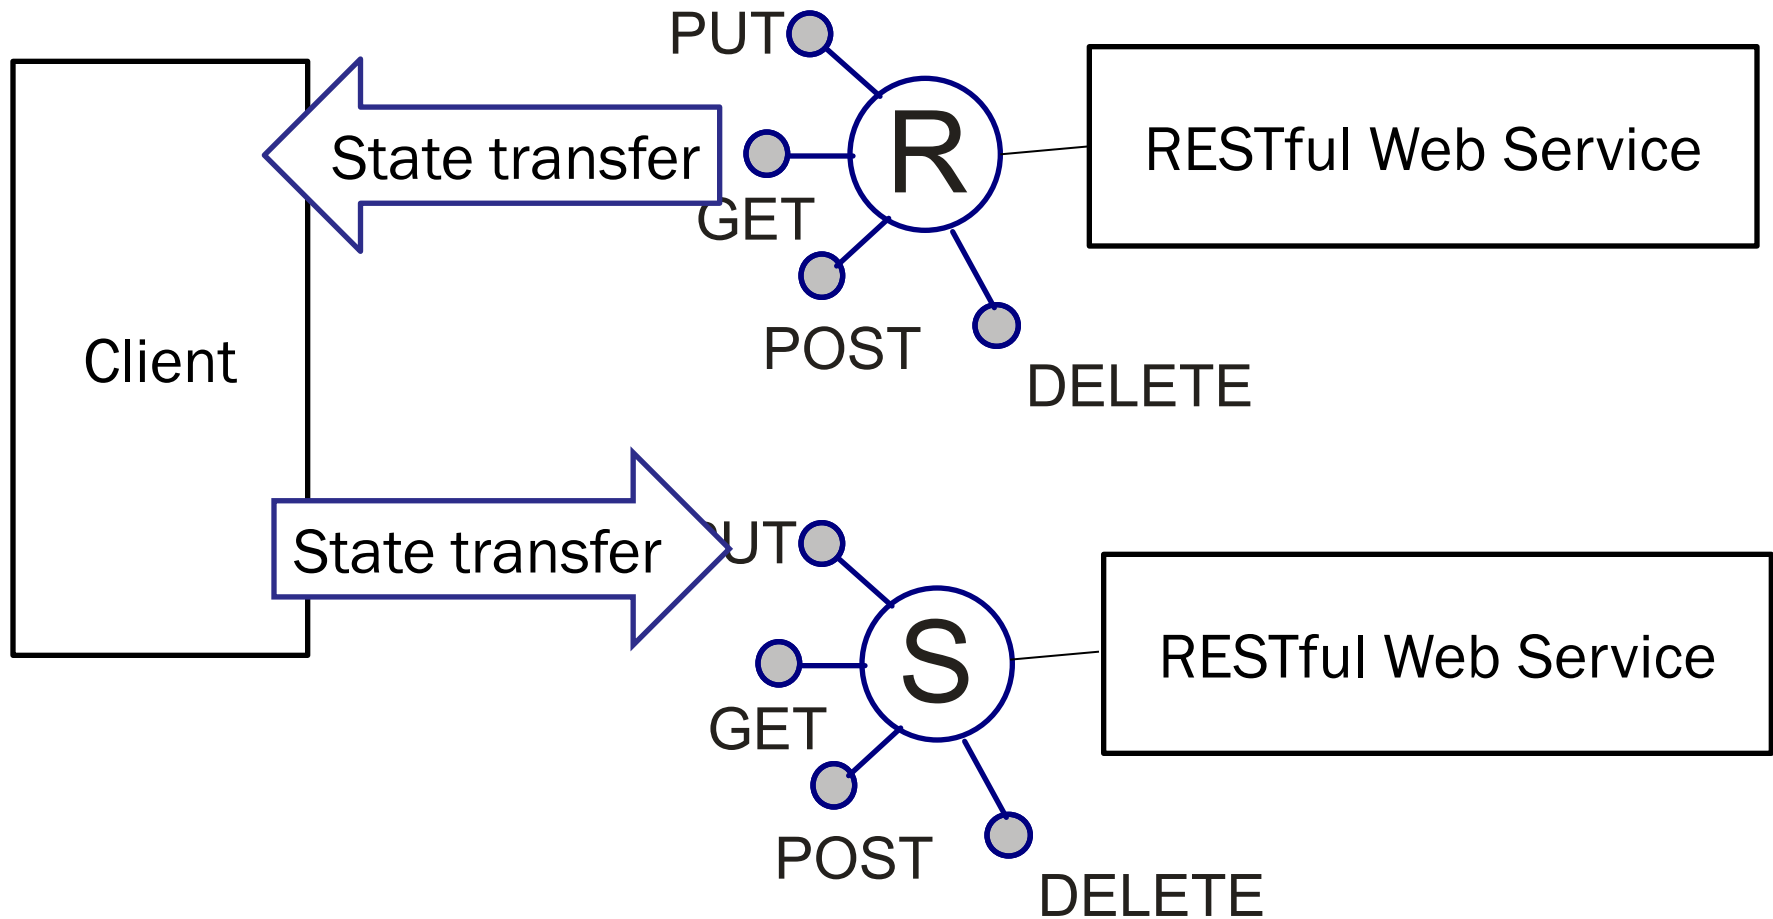 PUT
State transfer
R
RESTful Web Service
GET
POST
Client
DELETE
State transfer
UT
S
RESTful Web Service
GET
POST
DELETE